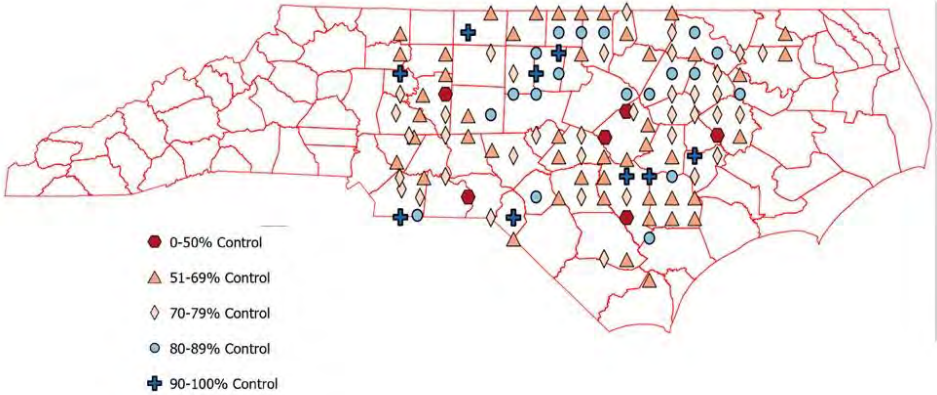 0-50% Control
51-69% Control
70-79% Control
80-89% Control
90-100% Control